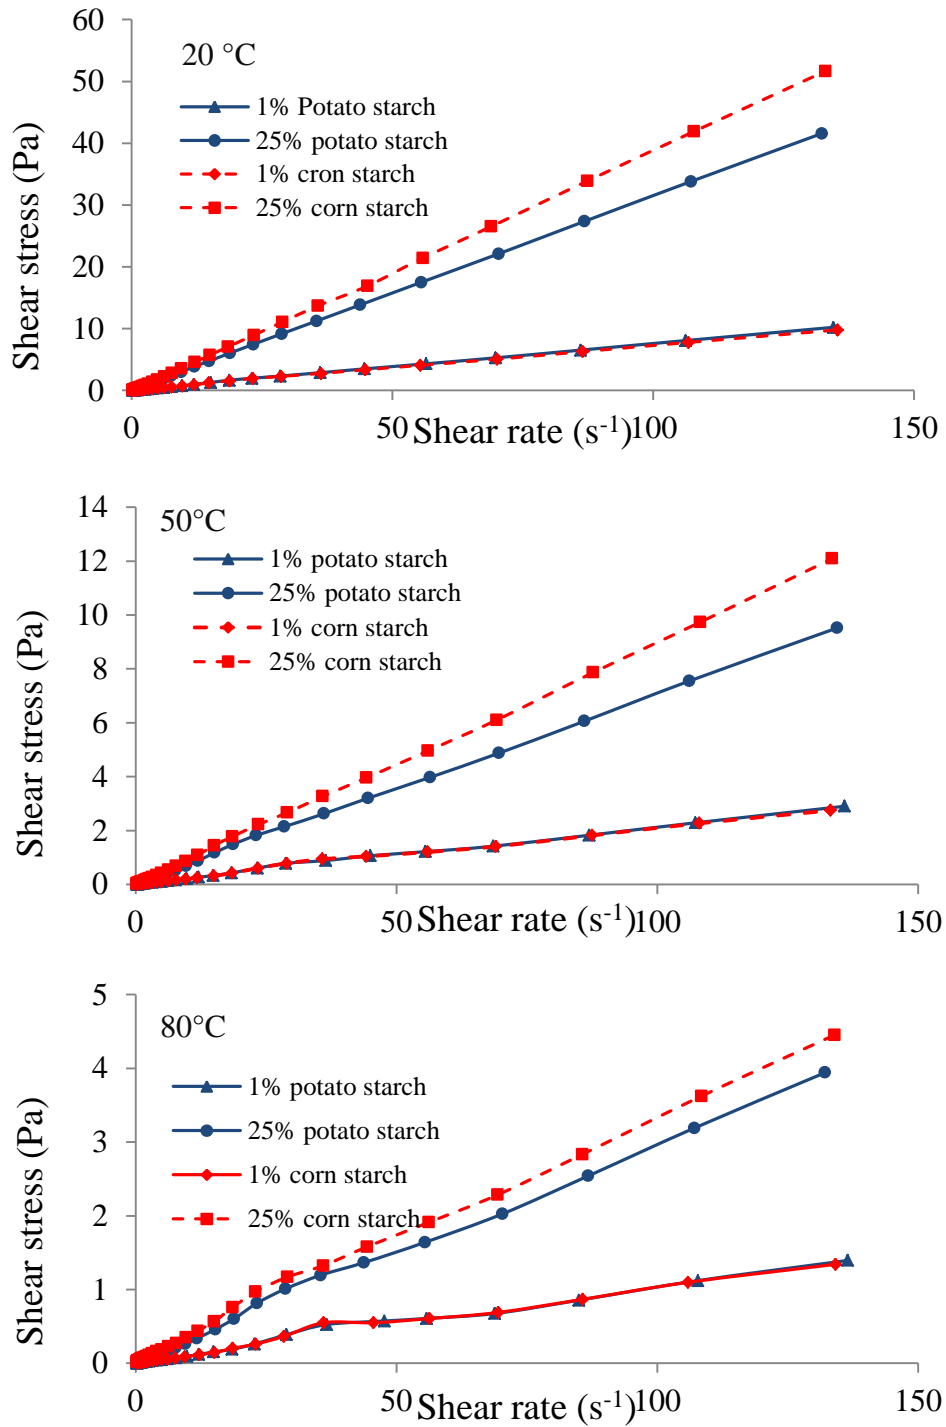 60
50
40
30
20
10
0
Shear stress (Pa)
20 °C
1% Potato starch
25% potato starch
1% cron starch
25% corn starch
0 50 Shear rate (s-1) 100 150
14
12
10
8
6
4
2
0
Shear stress (Pa)
50°C
1% potato starch
25% potato starch
1% corn starch
25% corn starch
0 50 Shear rate (s-1) 100 150
5
4
3
2
1
0
Shear stress (Pa)
80°C
1% potato starch
25% potato starch
1% corn starch
25% corn starch
0 50 Shear rate (s-1) 100 150